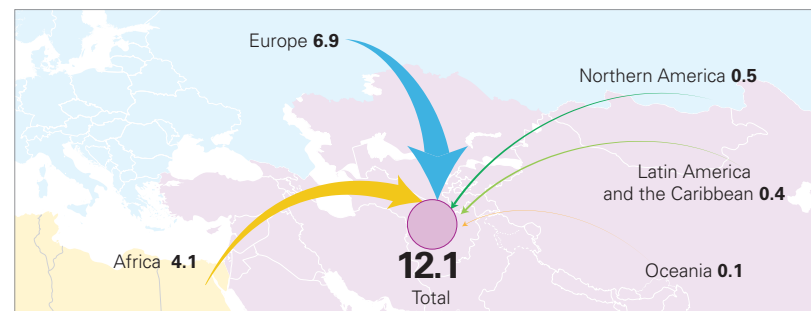 Europe 6.9
Northern America 0.5
Latin America
and the Caribbean 0.4
Africa 4.1
12.1
Total
Oceania 0.1